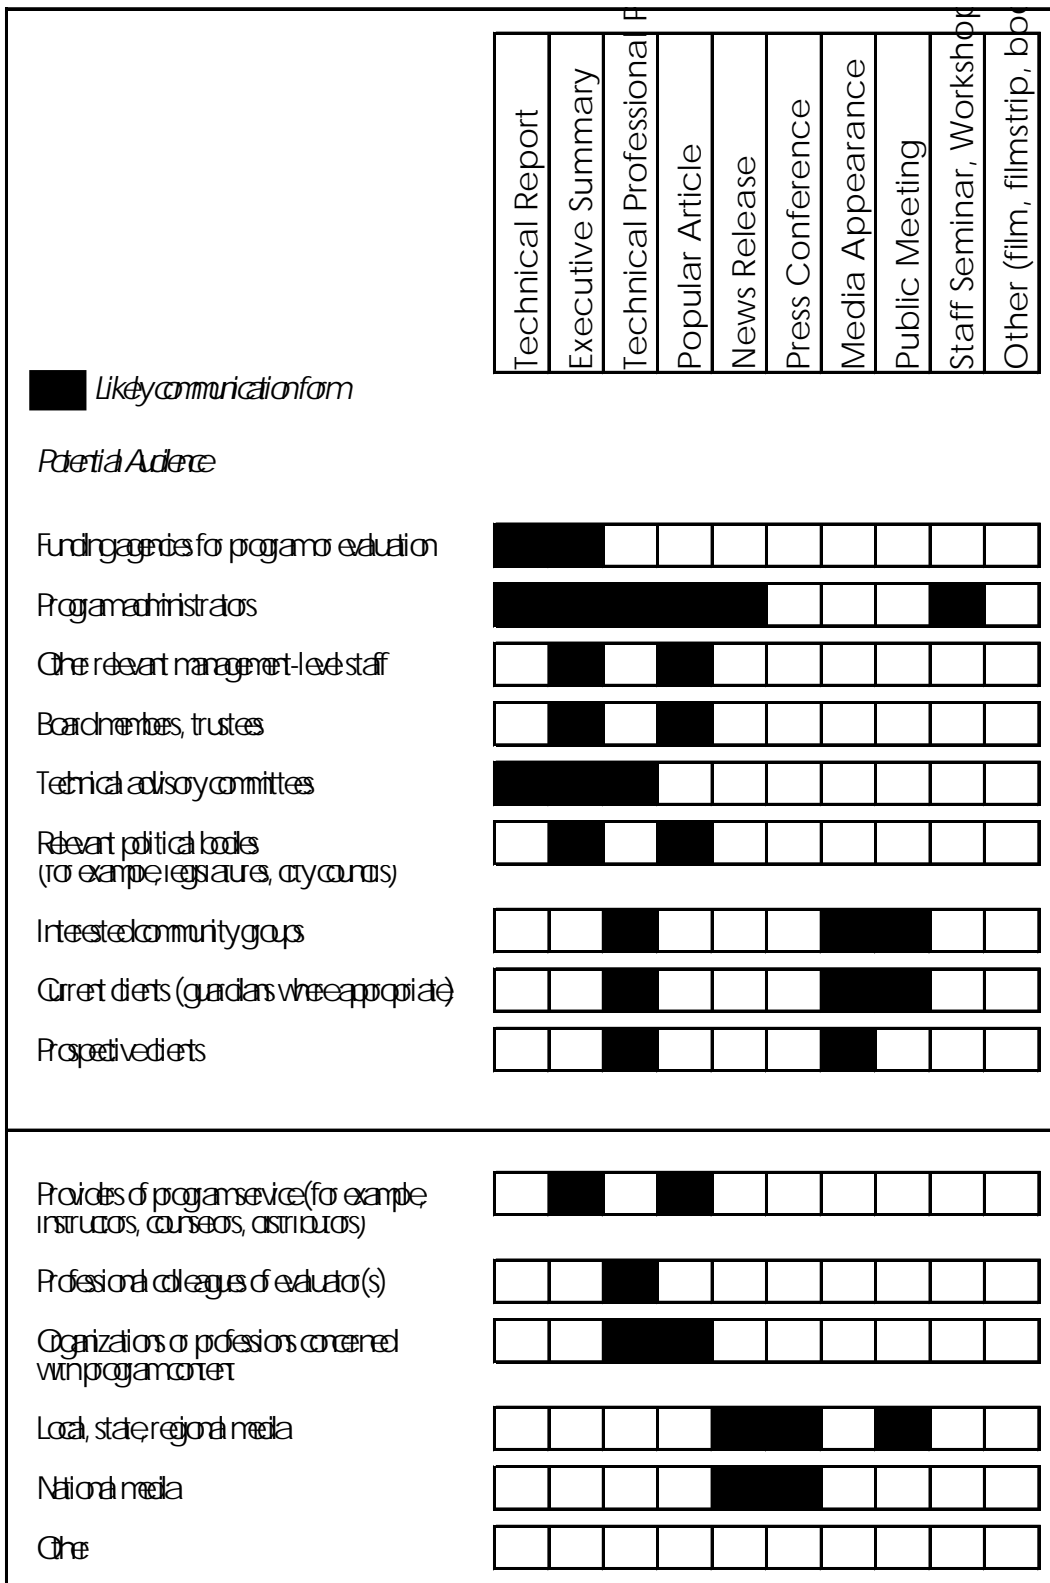 Technical Report
Executive Summary
Technical Professional P
Popular Article
News Release
Press Conference
Media Appearance
Public Meeting
Staff Seminar, Workshop
Other (film, filmstrip, boo
Likely communication form
Potential Audience
Funding agencies for program or evaluation
Program administrators
Other relevant management-level staff
Board members, trustees
Technical advisory committees
Relevant political bodies
(for example, legislatures, city councils)
Interested community groups
Current clients (guardians where appropriate)
Prospective clients
Providers of program service (for example,
instructors, counselors, distributors)
Professional colleagues of evaluator(s)
Organizations or professions concerned
with program content
Local, state, regional media
National media
Other